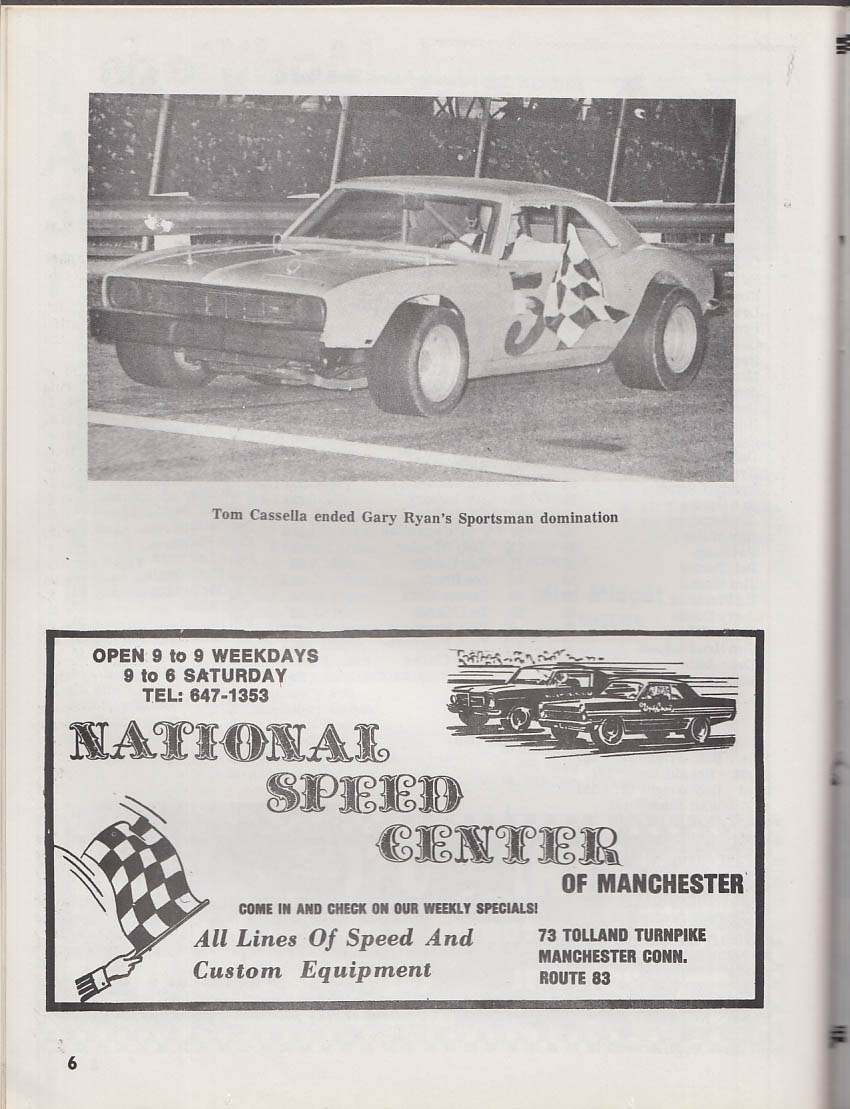 5
Tom Cassella ended Gary Ryan's Sportsman domination
OPEN 9 to 9 WEEKDAYS
9 to 6 SATURDAY
TEL: 647-1353
NATIONAL
SPEED
CENTER
OF MANCHESTER
COME IN AND CHECK ON OUR WEEKLY SPECIALS!
All Lines Of Speed And
Custom Equipment
73 TOLLAND TURNPIKE
MANCHESTER CONN.
ROUTE 83
6